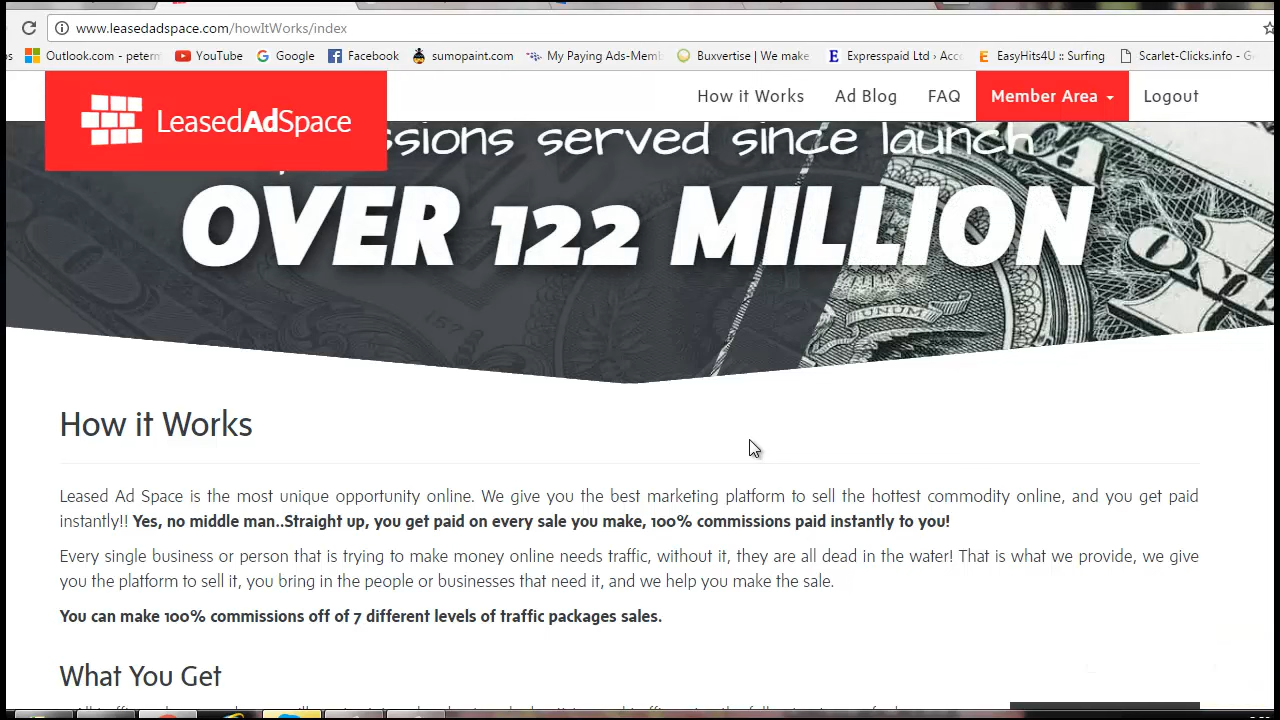 www.leasedadspace.com/howItWorks/index
Outlook.com - petern YouTube Google Facebook sumopaint.com My Paying Ads-Memb Buxvertise | We make Expresspaid Ltd › Acc EasyHits4U :: Surfing Scarlet-Clicks.info - G
LeasedAdSpace
How it Works Ad Blog FAQ Member Area Logout
ssions served since launch
OVER 122 MILLION
UNUM
How it Works
Leased Ad Space is the most unique opportunity online. We give you the best marketing platform to sell the hottest commodity online, and you get paid
instantly!! Yes, no middle man..Straight up, you get paid on every sale you make, 100% commissions paid instantly to you!
Every single business or person that is trying to make money online needs traffic, without it, they are all dead in the water! That is what we provide, we give
you the platform to sell it, you bring in the people or businesses that need it, and we help you make the sale.
You can make 100% commissions off of 7 different levels of traffic packages sales.
What You Get